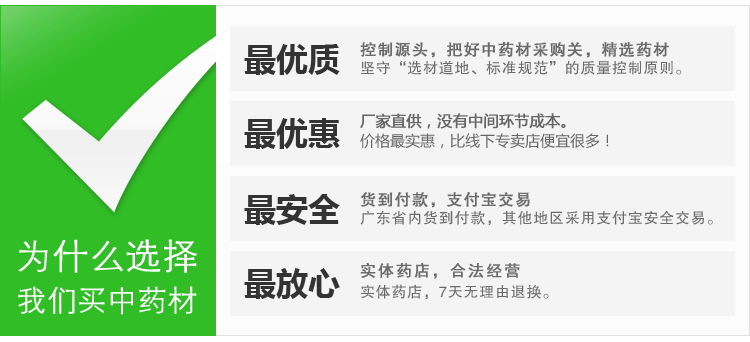 为什么选择
我们买中药材
最优质
控制源头，把好中药材采购关，精选药材
坚守“选材道地、标准规范”的质量控制原则。
最优惠
厂家直供，没有中间环节成本。
价格最实惠，比线下专卖店便宜很多！
最安全
货到付款，支付宝交易
广东省内货到付款，其他地区采用支付宝安全交易。
最放心
实体药店，合法经营
实体药店，7天无理由退换。